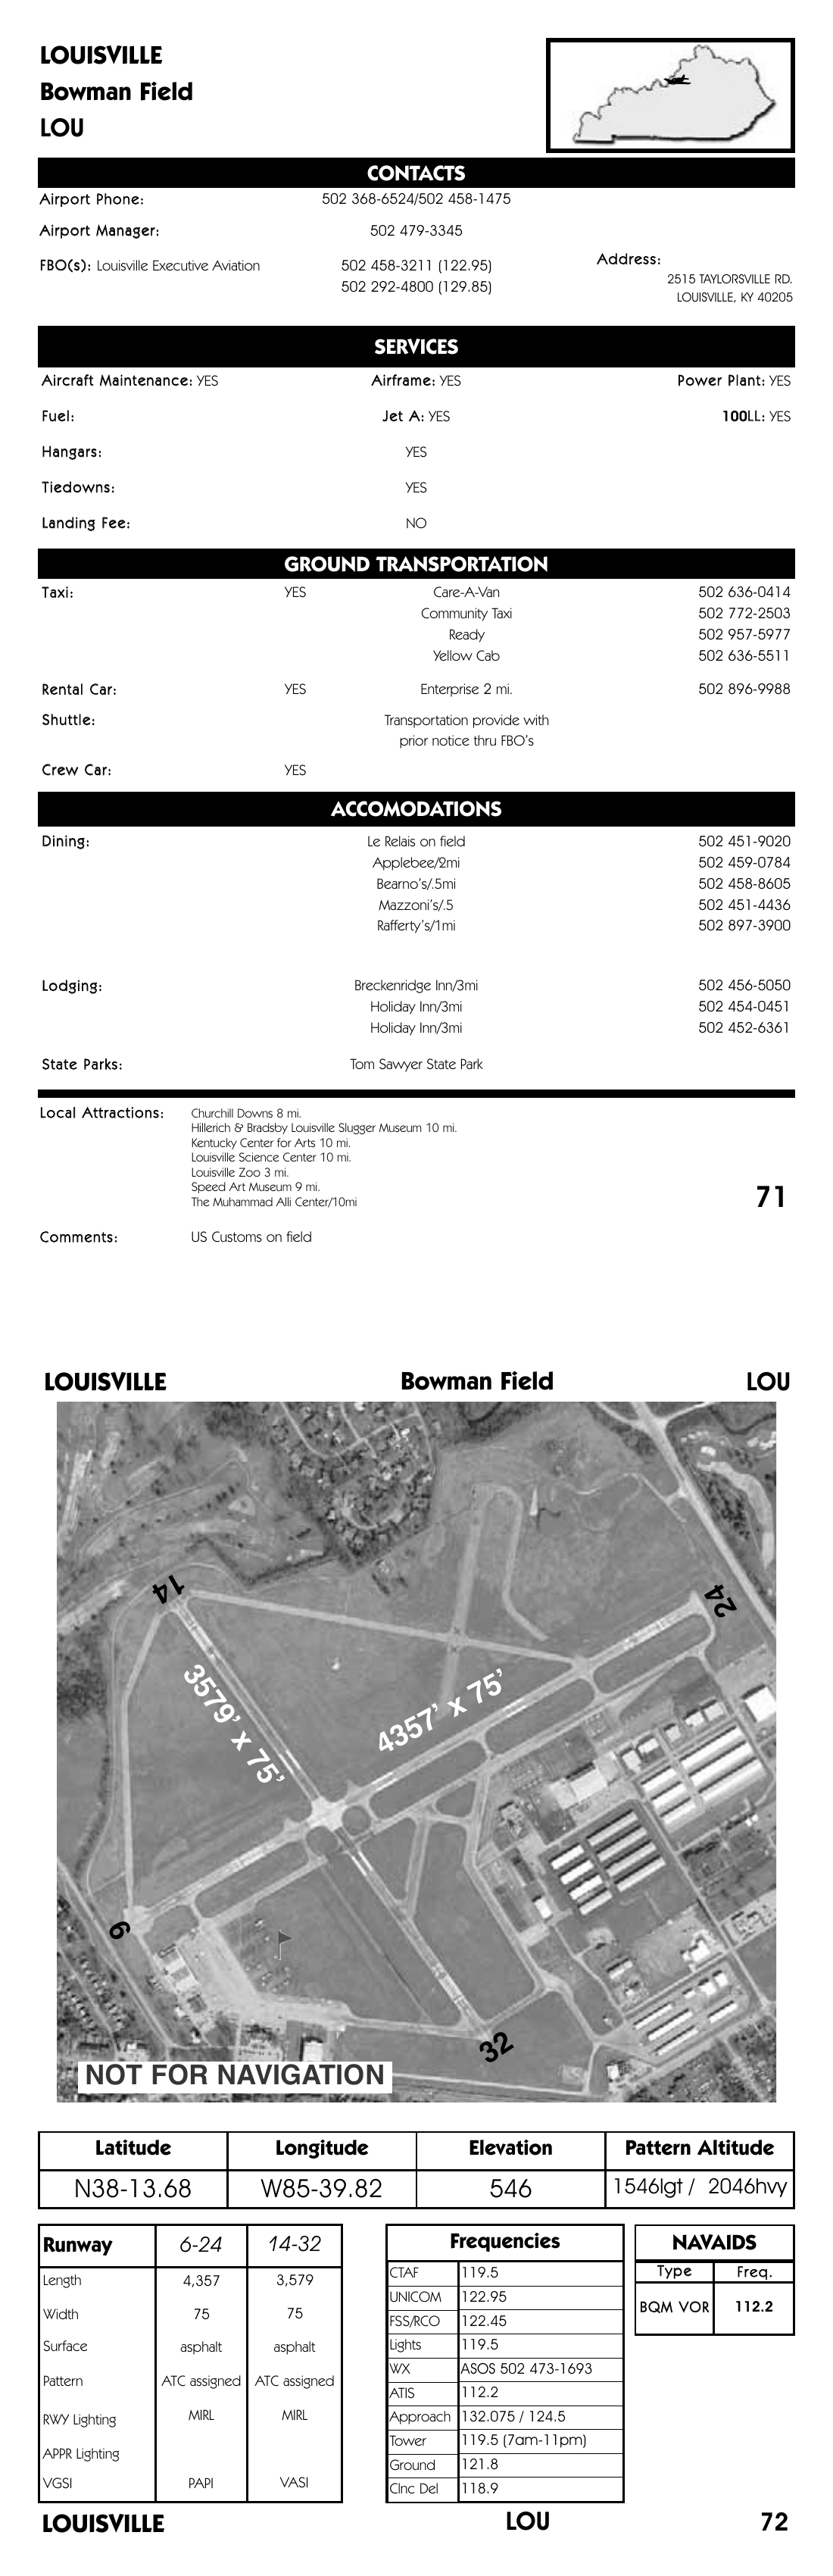 LOUISVILLE
Bowman Field
LOU
CONTACTS
Airport Phone: 502 368-6524/502 458-1475
Airport Manager: 502 479-3345
FBO(s): Louisville Executive Aviation 502 458-3211 (122.95)
502 292-4800 (129.85)
Address:
2515 TAYLORSVILLE RD.
LOUISVILLE, KY 40205
SERVICES
Aircraft Maintenance: YES Airframe: YES Power Plant: YES
Fuel: Jet A: YES 100LL: YES
Hangars: YES
Tiedowns: YES
Landing Fee: NO
GROUND TRANSPORTATION
Taxi: YES Care-A-Van 502 636-0414
Community Taxi 502 772-2503
Ready 502 957-5977
Yellow Cab 502 636-5511
Rental Car: YES Enterprise 2 mi. 502 896-9988
Shuttle: Transportation provide with
prior notice thru FBO's
Crew Car: YES
ACCOMODATIONS
Dining: Le Relais on field 502 451-9020
Applebee/2mi 502 459-0784
Bearno's/.5mi 502 458-8605
Mazzoni's/.5 502 451-4436
Rafferty's/1mi 502 897-3900
Lodging: Breckenridge Inn/3mi 502 456-5050
Holiday Inn/3mi 502 454-0451
Holiday Inn/3mi 502 452-6361
State Parks: Tom Sawyer State Park
Local Attractions: Churchill Downs 8 mi.
Hillerich & Bradsby Louisville Slugger Museum 10 mi.
Kentucky Center for Arts 10 mi.
Louisville Science Center 10 mi.
Louisville Zoo 3 mi.
Speed Art Museum 9 mi.
The Muhammad Alli Center/10mi
71
Comments: US Customs on field
LOUISVILLE Bowman Field LOU
14
24
3579' x 75'
4357' x 75'
6
32
NOT FOR NAVIGATION
Latitude Longitude Elevation Pattern Altitude
N38-13.68 W85-39.82 546 1546lgt / 2046hvy
Runway 6-24 14-32
Length 4,357 3,579
Width 75 75
Surface asphalt asphalt
Pattern ATC assigned ATC assigned
RWY Lighting MIRL MIRL
APPR Lighting
VGSI PAPI VASI
Frequencies
CTAF 119.5
UNICOM 122.95
FSS/RCO 122.45
Lights 119.5
WX ASOS 502 473-1693
ATIS 112.2
Approach 132.075 / 124.5
Tower 119.5 (7am-11pm)
Ground 121.8
Clnc Del 118.9
NAVAIDS
Type Freq.
BQM VOR 112.2
LOUISVILLE LOU 72